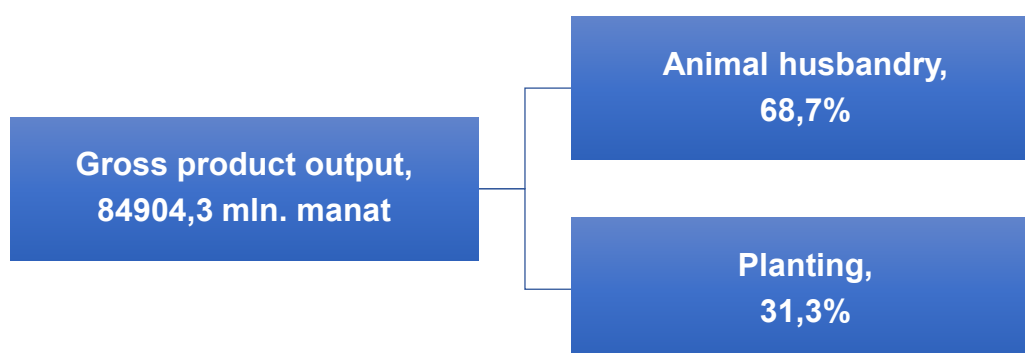 Gross product output,
84904,3 mln. manat
Animal husbandry,
68,7%
Planting,
31,3%